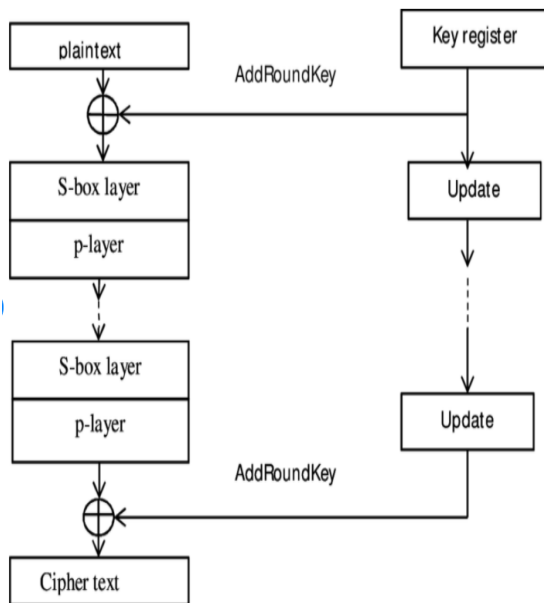 plaintext
Key register
AddRoundKey
S-box layer
Update
p-layer
S-box layer
p-layer
Update
AddRoundKey
Cipher text